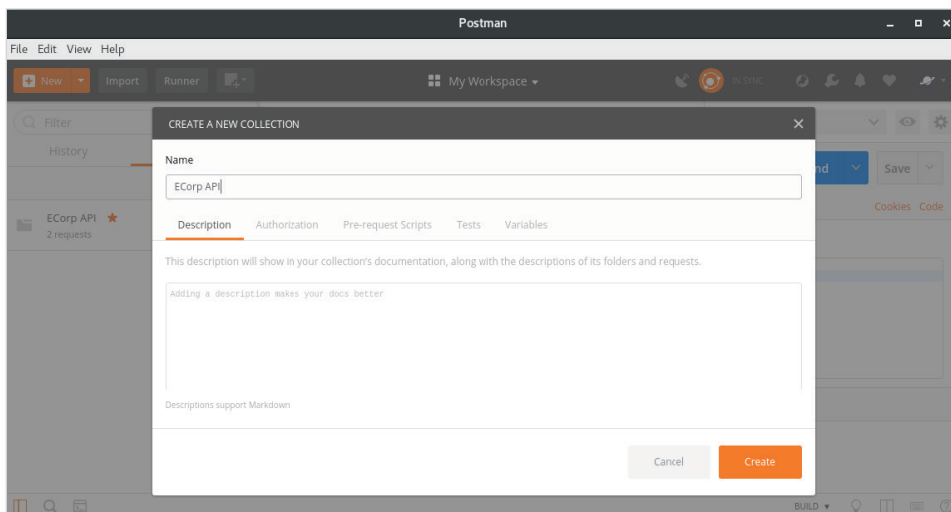 Postman
File Edit View Help
New Import Runner My Workspace IN SYNC
Filter
History
ECorp API
2 requests
CREATE A NEW COLLECTION
Name
ECorp API
Description Authorization Pre-request Scripts Tests Variables
This description will show in your collection's documentation, along with the descriptions of its folders and requests.
Adding a description makes your docs better
Descriptions support Markdown
Cancel Create
nd Save
Cookies Code
BUILD